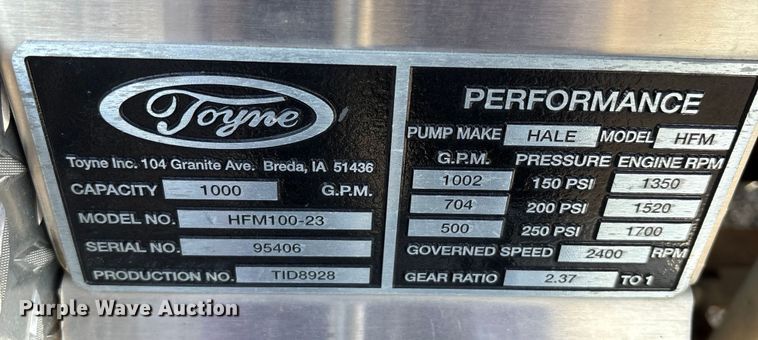 Toyne
Toyne Inc. 104 Granite Ave. Breda, IA 51436
CAPACITY 1000 G.P.M.
MODEL NO. HFM100-23
SERIAL NO. 95406
PRODUCTION NO. TID8928
PERFORMANCE
PUMP MAKE HALE MODEL HFM
G.P.M. PRESSURE ENGINE RPM
1002 150 PSI 1350
704 200 PSI 1520
500 250 PSI 1700
GOVERNED SPEED 2400 RPM
GEAR RATIO 2.37 TO 1
Purple Wave Auction